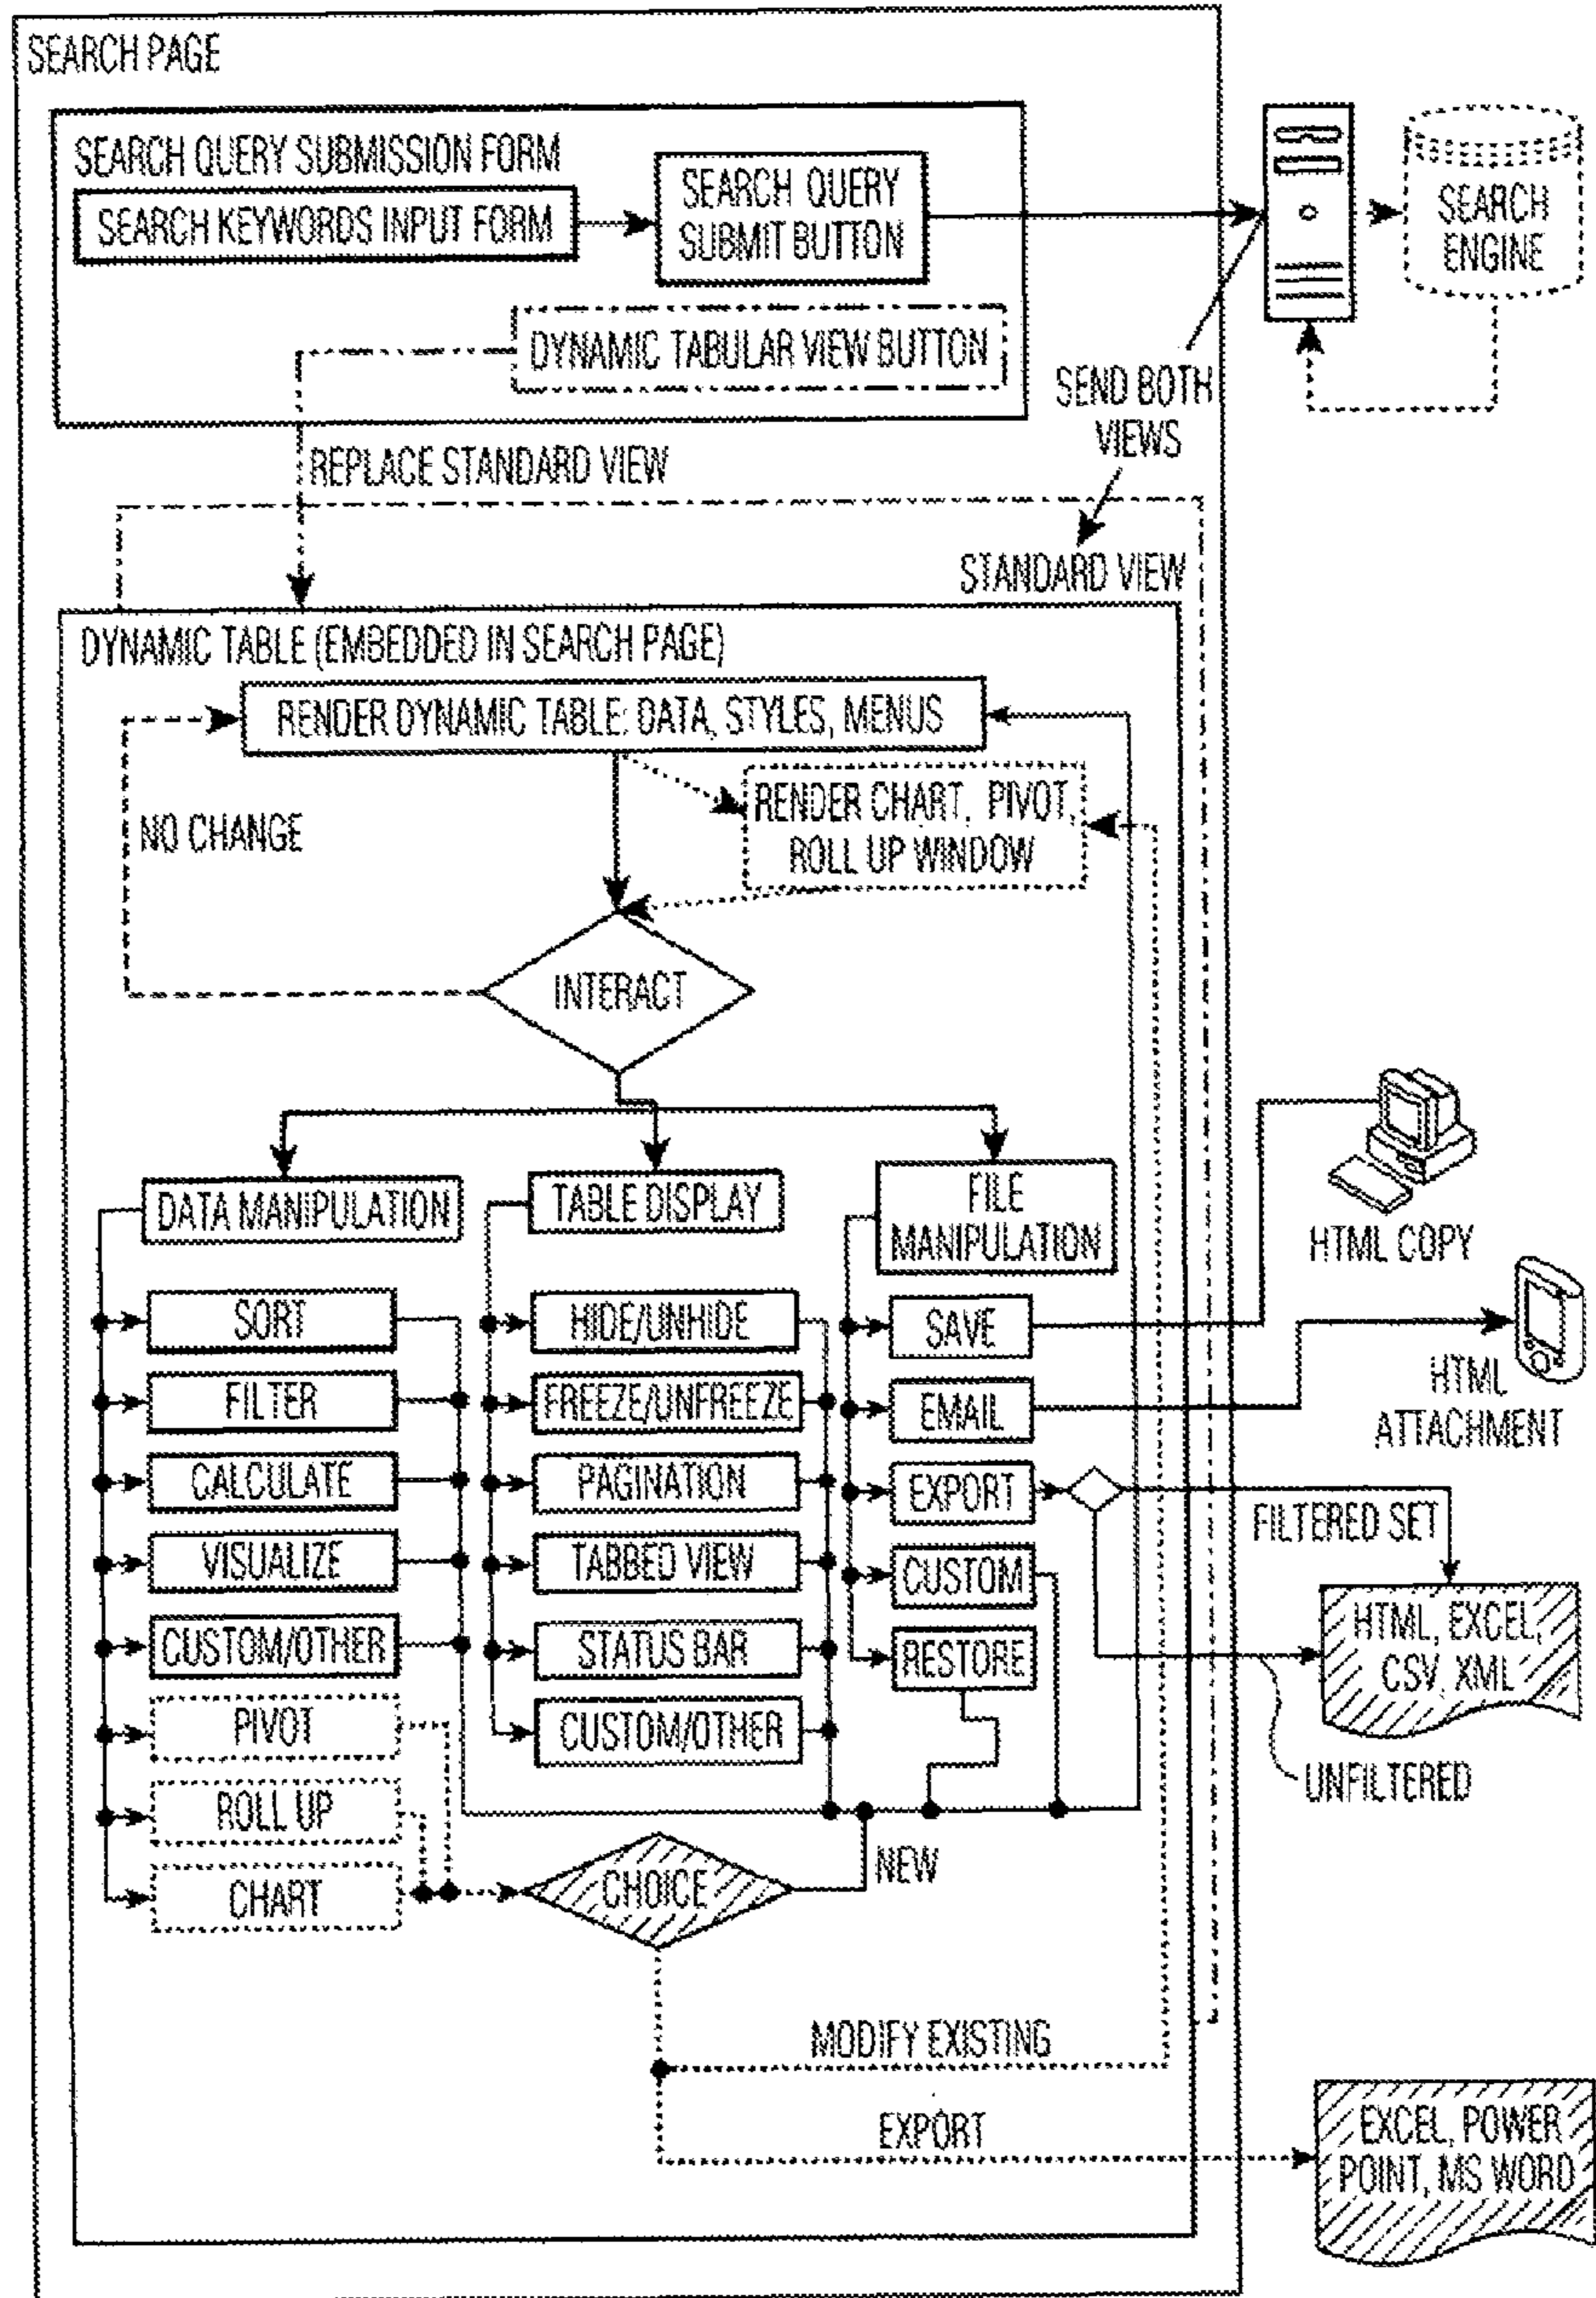 SEARCH PAGE
SEARCH QUERY SUBMISSION FORM
SEARCH KEYWORDS INPUT FORM
SEARCH QUERY
SUBMIT BUTTON
SEARCH
ENGINE
DYNAMIC TABULAR VIEW BUTTON
SEND BOTH
VIEWS
REPLACE STANDARD VIEW
STANDARD VIEW
DYNAMIC TABLE (EMBEDDED IN SEARCH PAGE)
RENDER DYNAMIC TABLE: DATA, STYLES, MENUS
RENDER CHART, PIVOT,
ROLL UP WINDOW
NO CHANGE
INTERACT
DATA MANIPULATION
SORT
FILTER
CALCULATE
VISUALIZE
CUSTOM/OTHER
PIVOT
ROLL UP
CHART
TABLE DISPLAY
HIDE/UNHIDE
FREEZE/UNFREEZE
PAGINATION
TABBED VIEW
STATUS BAR
CUSTOM/OTHER
FILE
MANIPULATION
SAVE
EMAIL
EXPORT
CUSTOM
RESTORE
HTML COPY
HTML
ATTACHMENT
FILTERED SET
HTML, EXCEL,
CSV, XML
UNFILTERED
CHOICE
NEW
MODIFY EXISTING
EXPORT
EXCEL, POWER
POINT, MS WORD